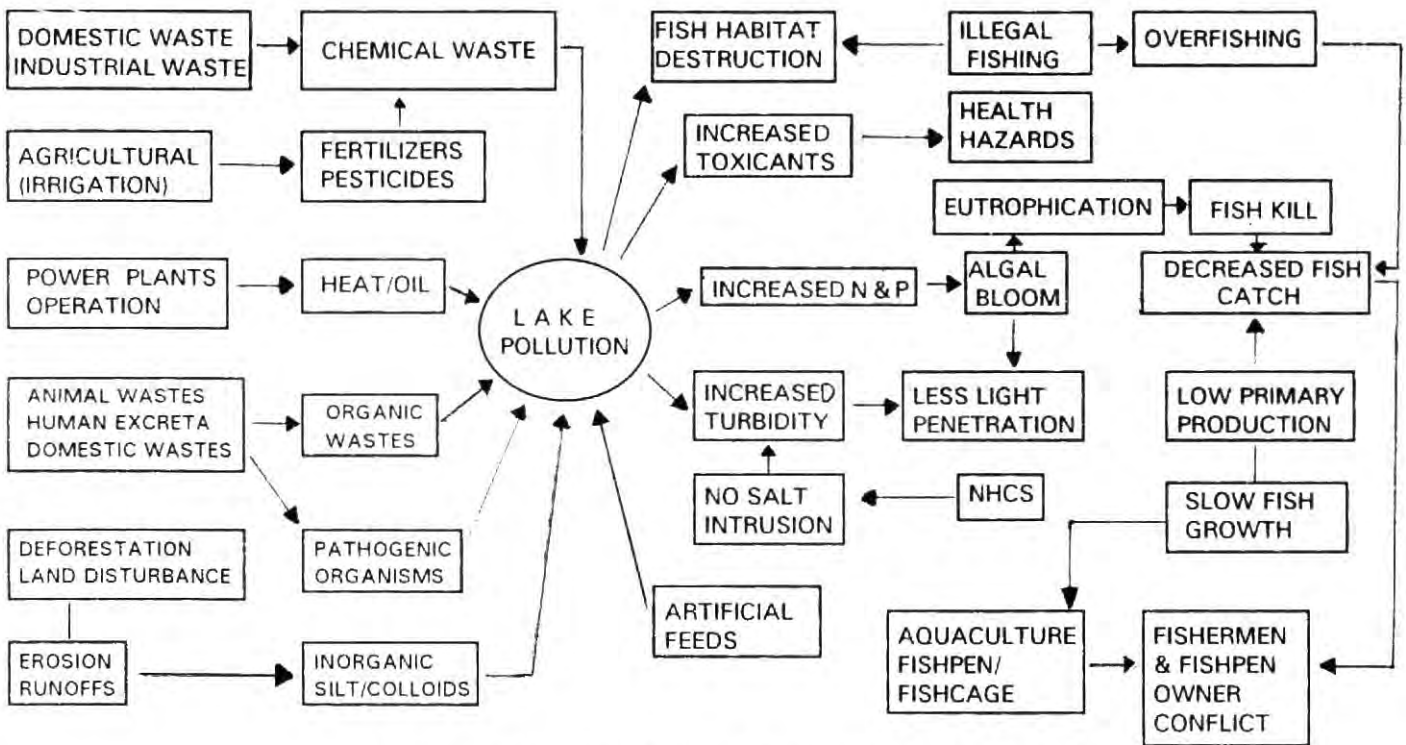 DOMESTIC WASTE
INDUSTRIAL WASTE
CHEMICAL WASTE
FISH HABITAT
DESTRUCTION
ILLEGAL
FISHING
OVERFISHING
AGRICULTURAL
(IRRIGATION)
FERTILIZERS
PESTICIDES
INCREASED
TOXICANTS
HEALTH
HAZARDS
EUTROPHICATION
FISH KILL
POWER PLANTS
OPERATION
HEAT/OIL
LAKE
POLLUTION
INCREASED N & P
ALGAL
BLOOM
DECREASED FISH
CATCH
ANIMAL WASTES
HUMAN EXCRETA
DOMESTIC WASTES
ORGANIC
WASTES
INCREASED
TURBIDITY
LESS LIGHT
PENETRATION
LOW PRIMARY
PRODUCTION
NO SALT
INTRUSION
NHCS
SLOW FISH
GROWTH
DEFORESTATION
LAND DISTURBANCE
PATHOGENIC
ORGANISMS
ARTIFICIAL
FEEDS
AQUACULTURE
FISHPEN/
FISHCAGE
FISHERMEN
& FISHPEN
OWNER
CONFLICT
EROSION
RUNOFFS
INORGANIC
SILT/COLLOIDS